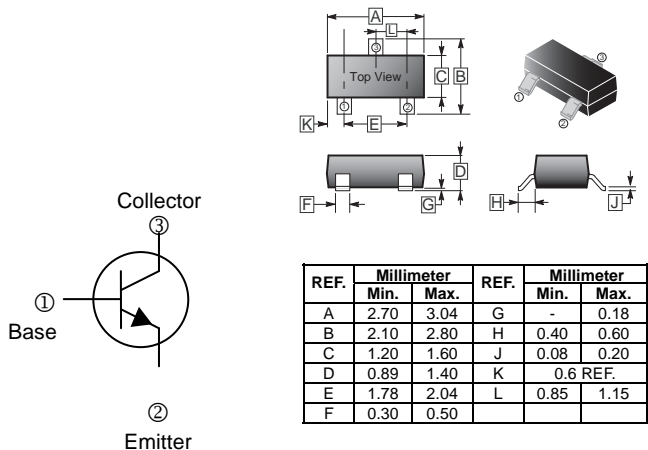 A
L
③
Top View
C
B
①
②
K
E
③
①
②
D
F
G
H
J
Collector
③
①
Base
②
Emitter
REF. Millimeter REF. Millimeter
Min. Max. Min. Max.
A 2.70 3.04 G - 0.18
B 2.10 2.80 H 0.40 0.60
C 1.20 1.60 J 0.08 0.20
D 0.89 1.40 K 0.6 REF.
E 1.78 2.04 L 0.85 1.15
F 0.30 0.50